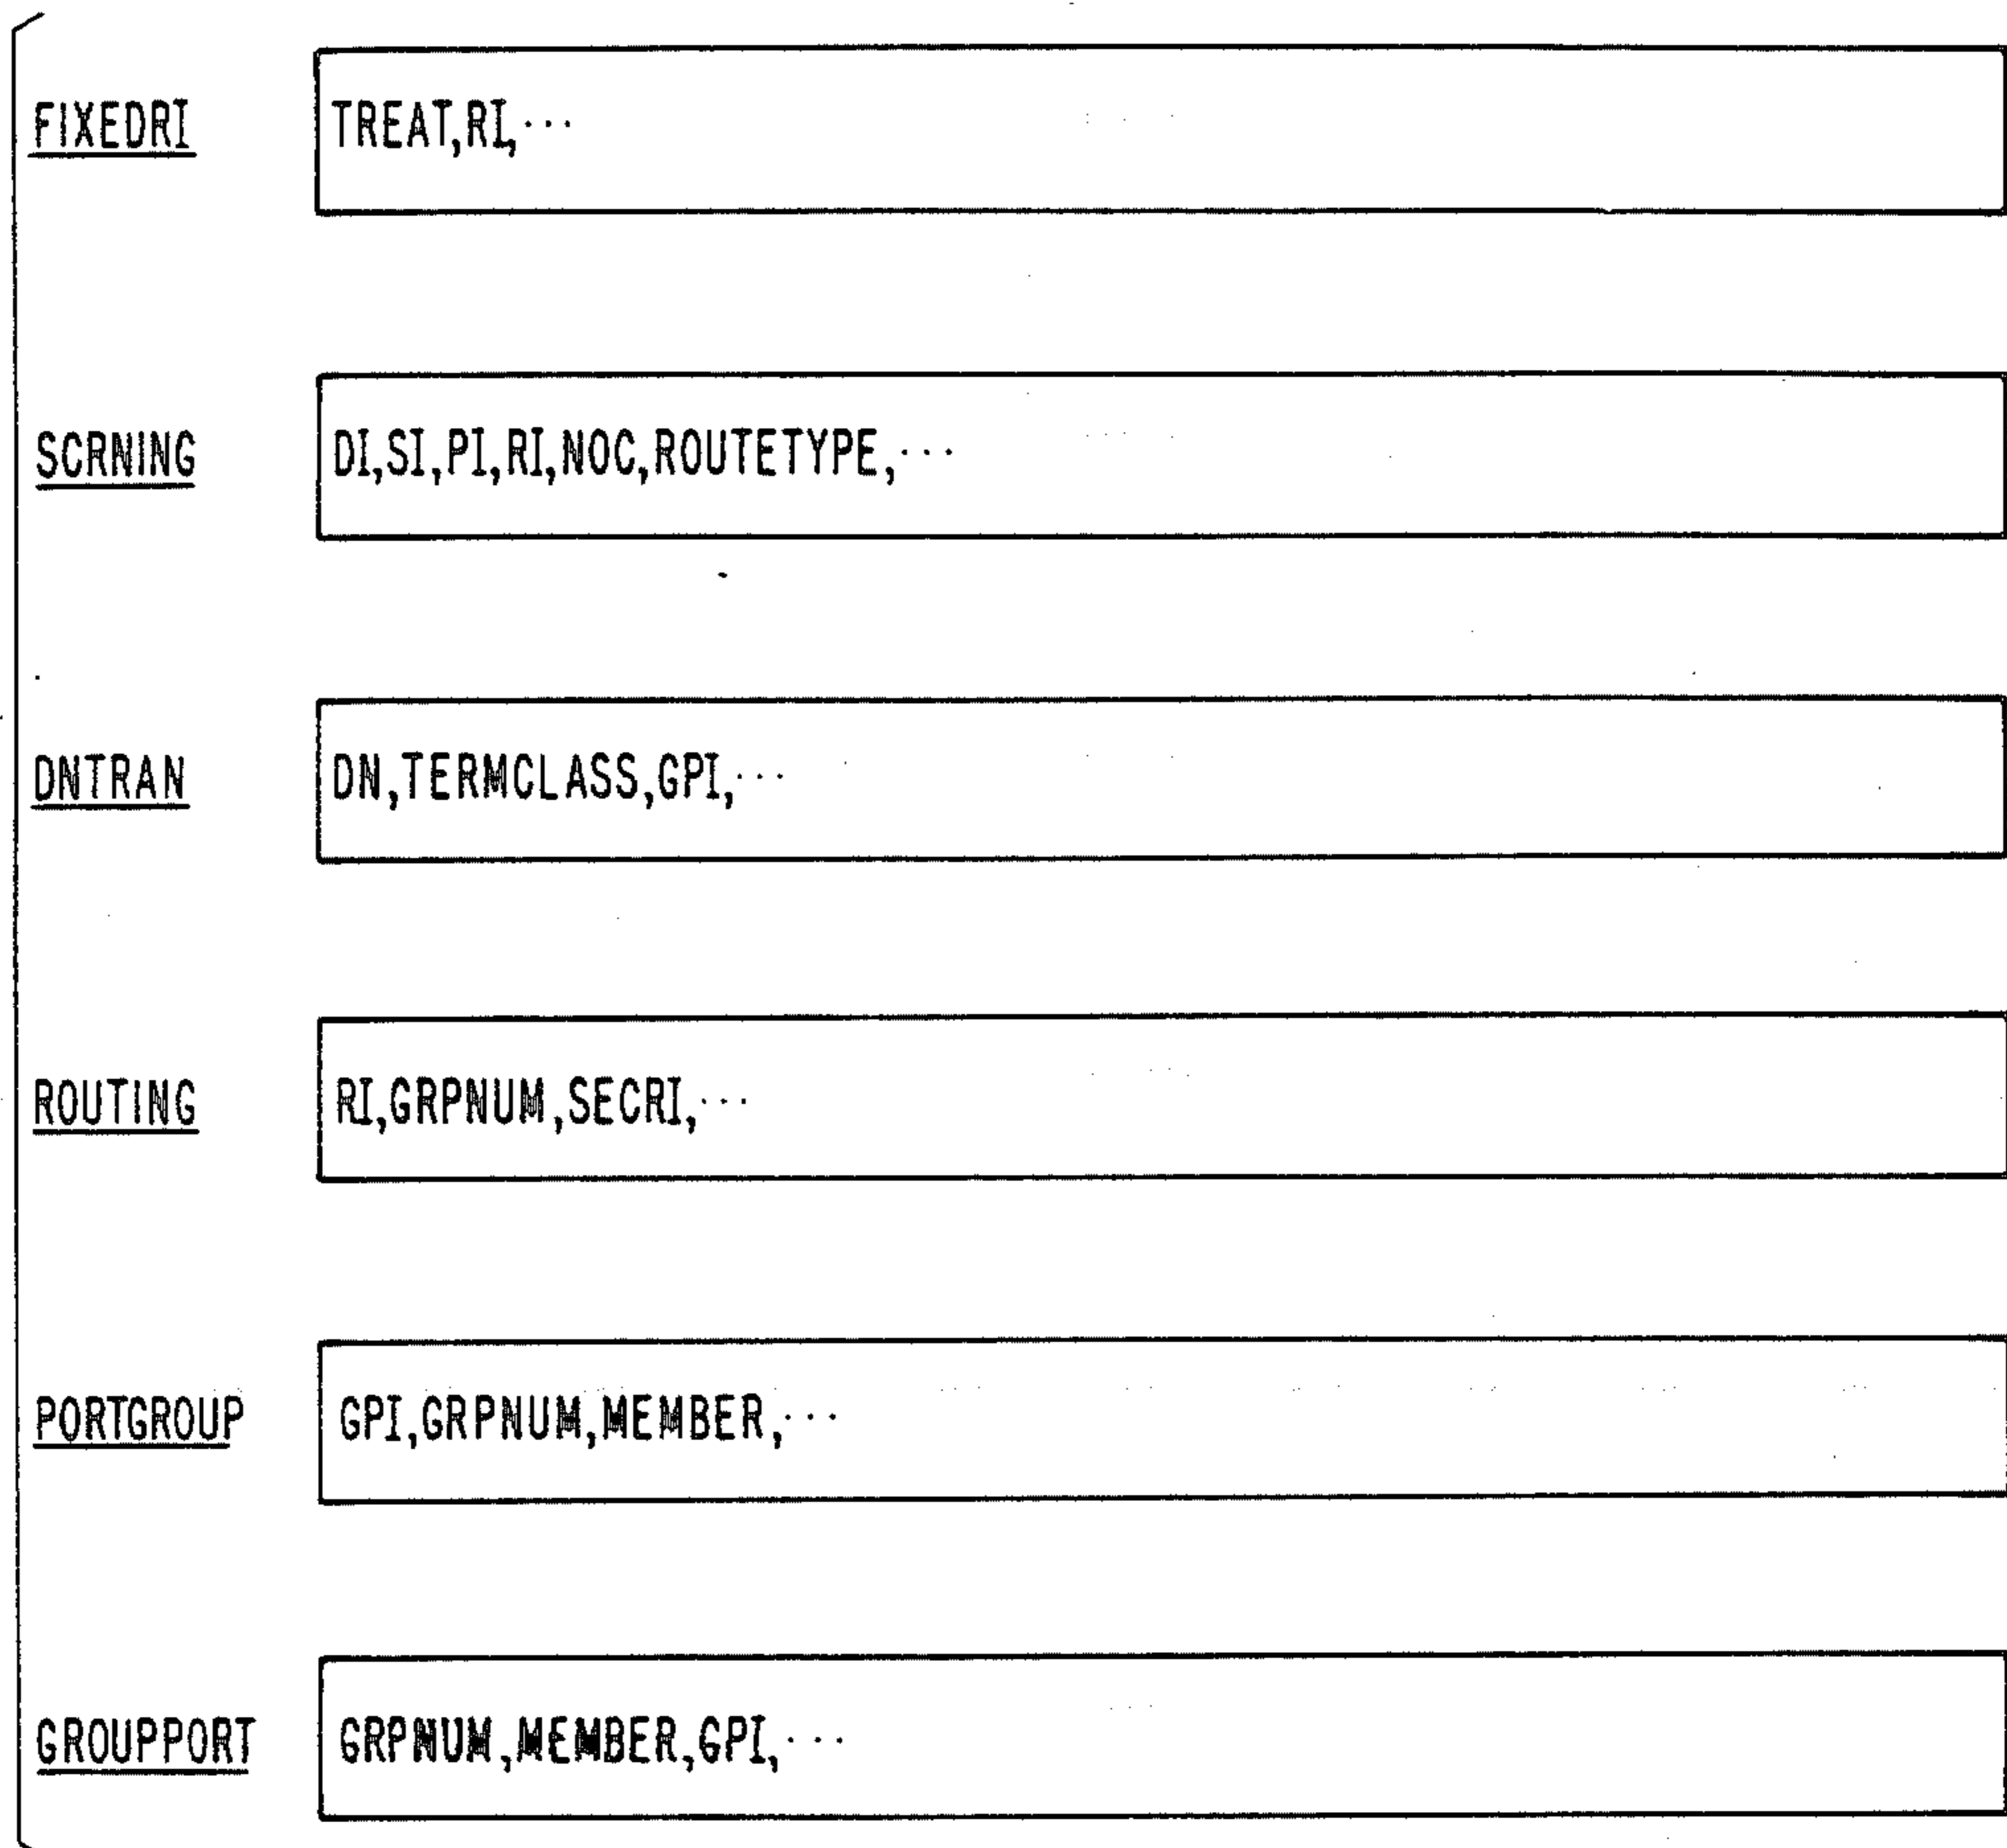 FIXEDRI
TREAT,RI,···
SCRNING
DI,SI,PI,RI,NOC,ROUTETYPE,···
DNTRAN
DN,TERMCLASS,GPI,···
ROUTING
RI,GRPNUM,SECRI,···
PORTGROUP
GPI,GRPNUM,MEMBER,···
GROUPPORT
GRPNUM,MEMBER,GPI,···